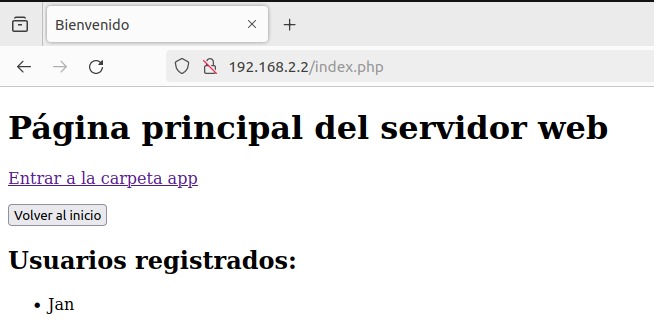 Bienvenido
192.168.2.2/index.php
Página principal del servidor web
Entrar a la carpeta app
Volver al inicio
Usuarios registrados:
Jan